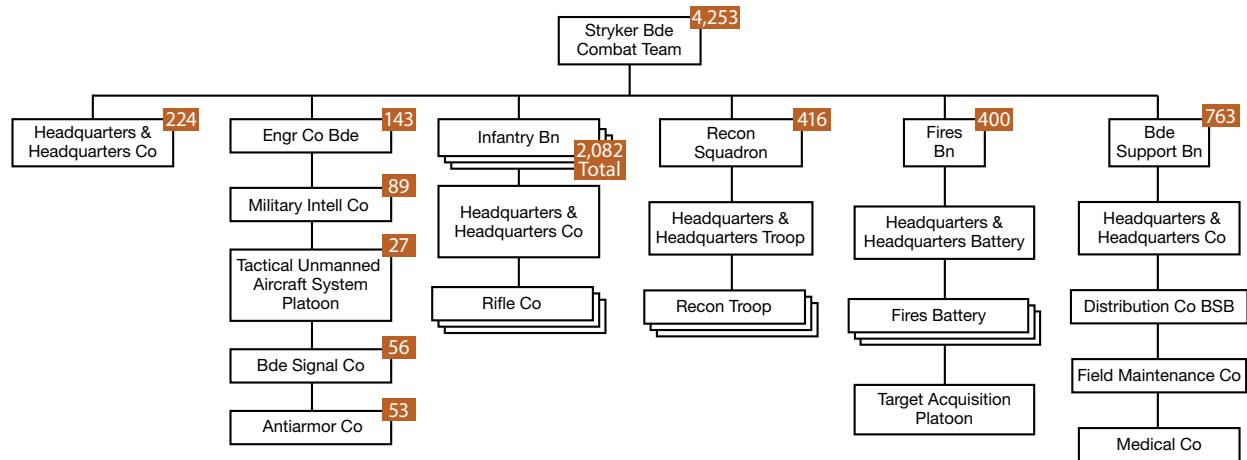 Stryker Bde
Combat Team
4,253
Headquarters &
Headquarters Co
224
Engr Co Bde
143
Military Intell Co
89
Tactical Unmanned
Aircraft System
Platoon
27
Bde Signal Co
56
Antiarmor Co
53
Infantry Bn
2,082
Total
Headquarters &
Headquarters Co
Rifle Co
Recon
Squadron
416
Headquarters &
Headquarters Troop
Recon Troop
Fires
Bn
400
Headquarters &
Headquarters Battery
Fires Battery
Target Acquisition
Platoon
Bde
Support Bn
763
Headquarters &
Headquarters Co
Distribution Co BSB
Field Maintenance Co
Medical Co